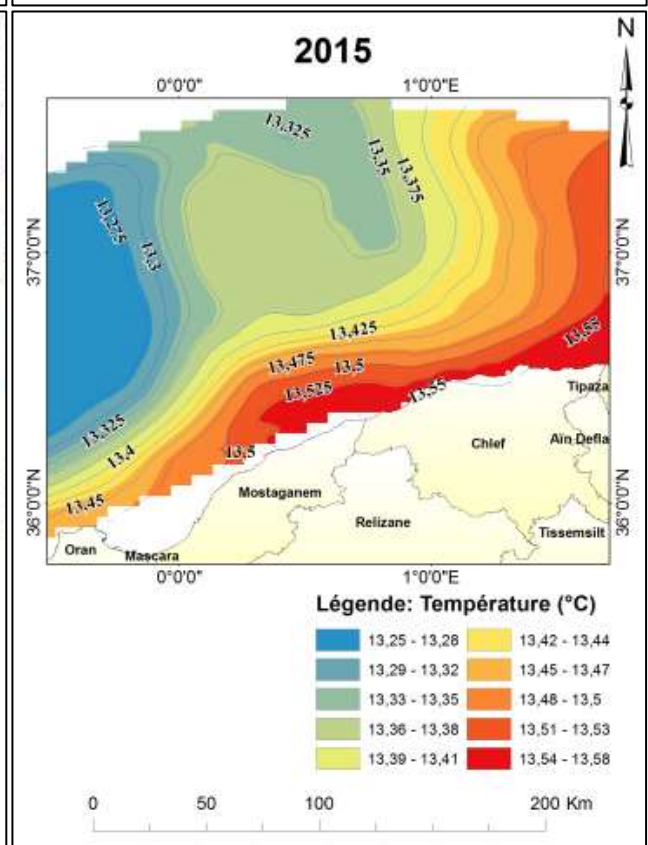 2015
N
0°0'0" 1°0'0"E
13,325
13,35
13,375
13,275
13,3
37°0'0"N 37°0'0"N
13,425
13,55
13,475
13,5
13,525
13,55
Tipaza
13,325
13,4
13,5
Chlef
Aïn Defla
13,45
Mostaganem
36°0'0"N 36°0'0"N
Relizane
Tissemsilt
Oran
Mascara
0°0'0" 1°0'0"E
Légende: Température (°C)
13,25 - 13,28 13,42 - 13,44
13,29 - 13,32 13,45 - 13,47
13,33 - 13,35 13,48 - 13,5
13,36 - 13,38 13,51 - 13,53
13,39 - 13,41 13,54 - 13,58
0 50 100 200 Km